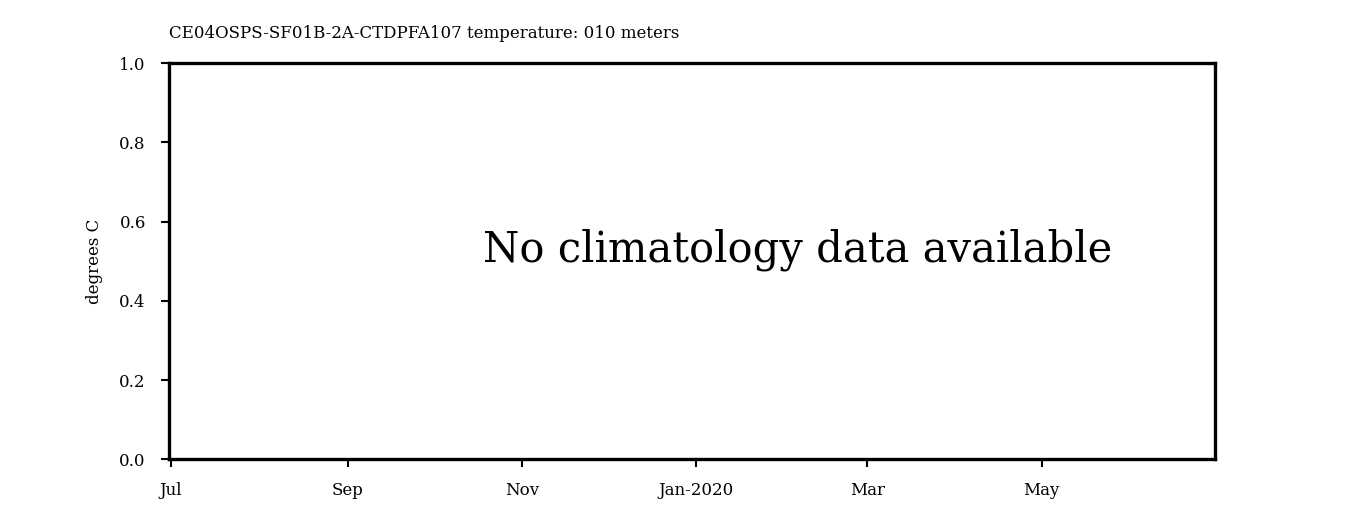 CE04OSPS-SF01B-2A-CTDPFA107 temperature: 010 meters
1.0
0.8
0.6
0.4
0.2
0.0
degrees C
No climatology data available
Jul Sep Nov Jan-2020 Mar May